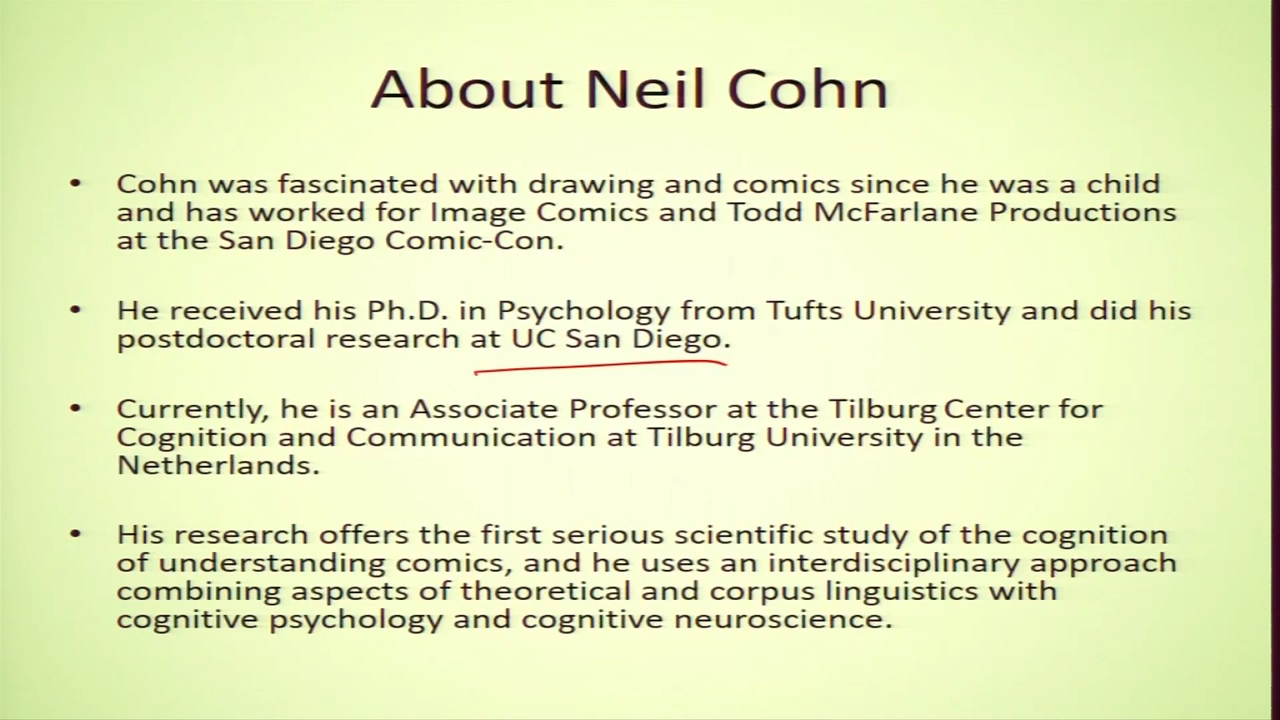 About Neil Cohn
• Cohn was fascinated with drawing and comics since he was a child
and has worked for Image Comics and Todd McFarlane Productions
at the San Diego Comic-Con.
• He received his Ph.D. in Psychology from Tufts University and did his
postdoctoral research at UC San Diego.
• Currently, he is an Associate Professor at the Tilburg Center for
Cognition and Communication at Tilburg University in the
Netherlands.
• His research offers the first serious scientific study of the cognition
of understanding comics, and he uses an interdisciplinary approach
combining aspects of theoretical and corpus linguistics with
cognitive psychology and cognitive neuroscience.